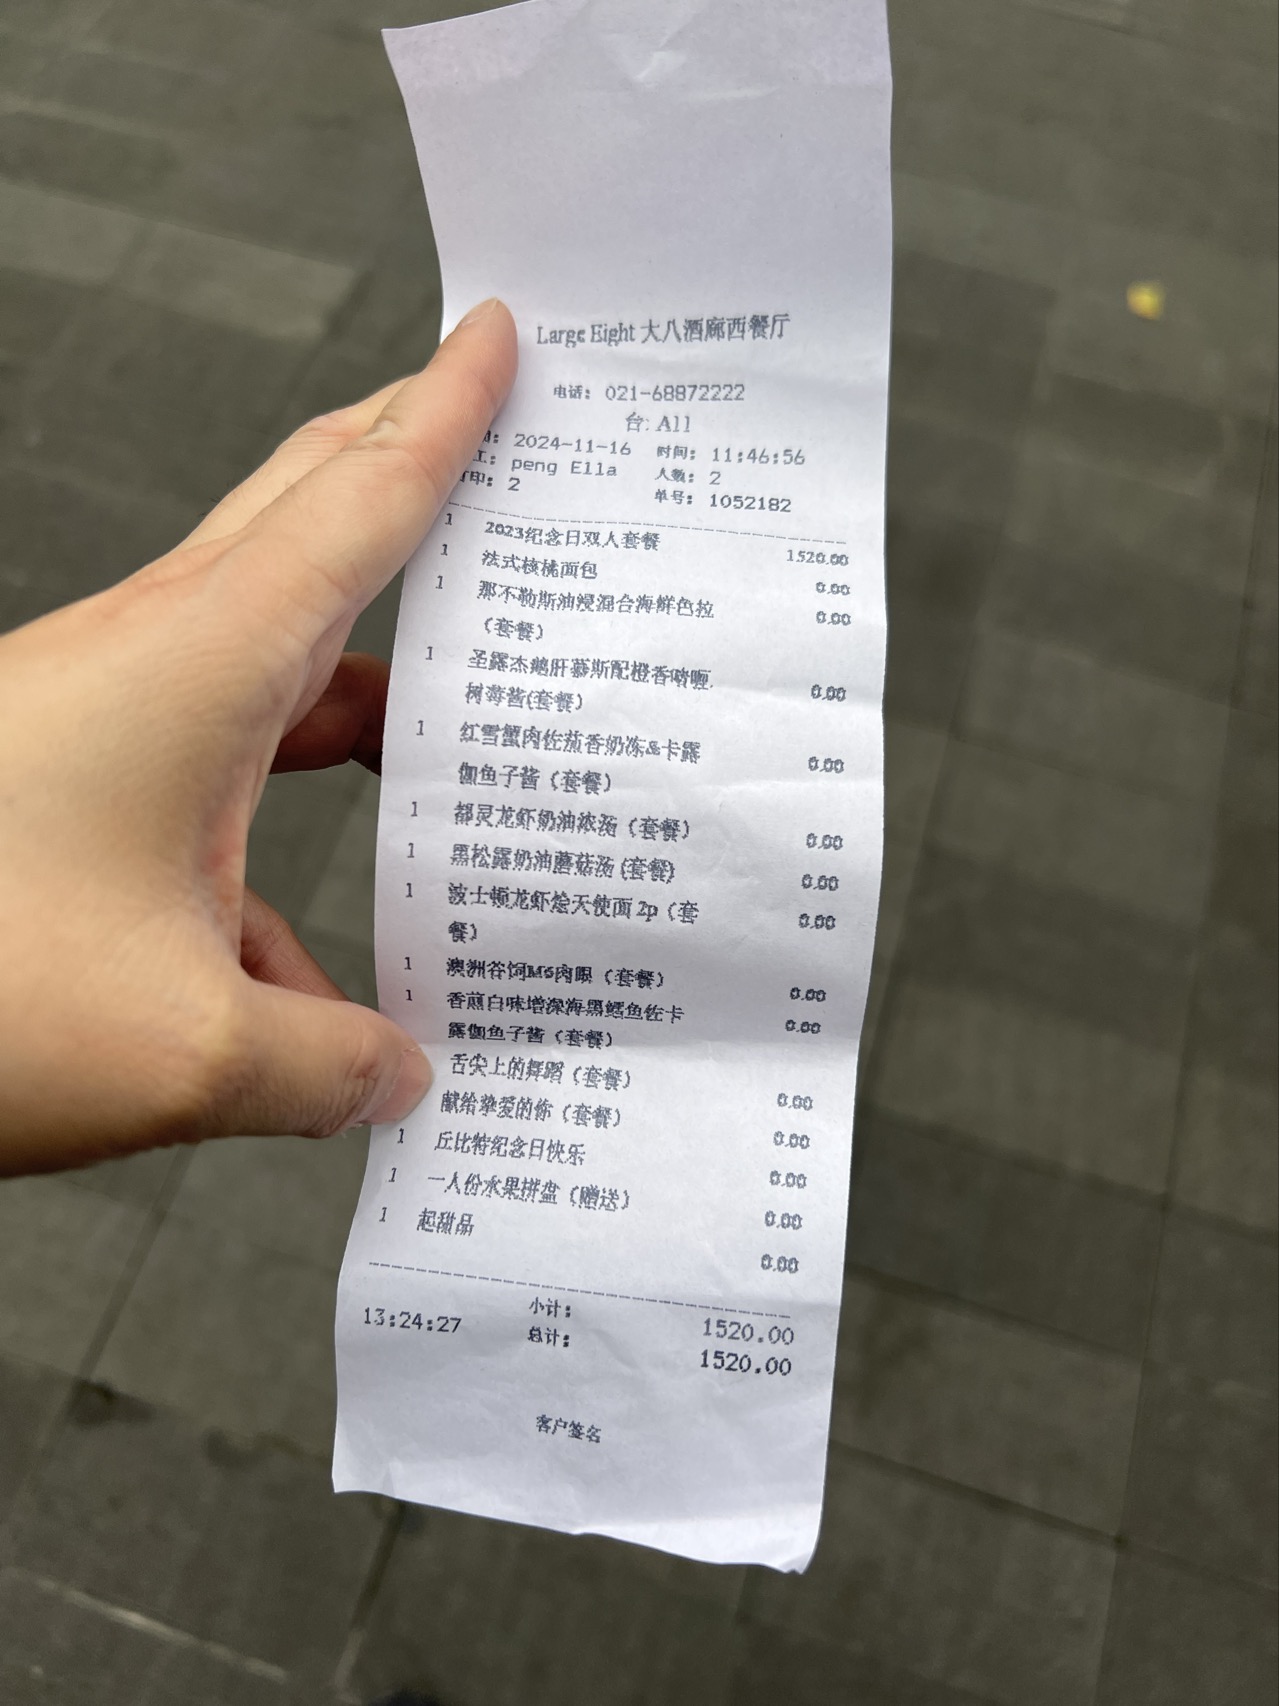 Large Eight 大八酒廊西餐厅
电话: 021-68872222
台: A11
2024-11-16 时间: 11:46:56
工: peng Ella 人数: 2
印: 2 单号: 1052182
1 2023纪念日双人套餐 1520.00
1 法式核桃面包 0.00
1 那不勒斯油浸混合海鲜色拉 0.00
（套餐）
1 圣露杰鹅肝慕斯配橙香啫喱, 0.00
树莓酱(套餐）
1 红雪蟹肉佐茴香奶冻&卡露 0.00
伽鱼子酱（套餐）
1 都灵龙虾奶油浓汤（套餐） 0.00
1 黑松露奶油蘑菇汤 (套餐) 0.00
1 波士顿龙虾烩天使面 2p（套 0.00
餐）
1 澳洲谷饲M5肉眼（套餐） 0.00
1 香煎白味增深海黑鳕鱼佐卡 0.00
露伽鱼子酱（套餐）
舌尖上的舞蹈（套餐） 0.00
献给挚爱的你（套餐） 0.00
1 丘比特纪念日快乐 0.00
1 一人份水果拼盘（赠送） 0.00
1 起甜品 0.00
小计: 1520.00
13:24:27 总计: 1520.00
客户签名